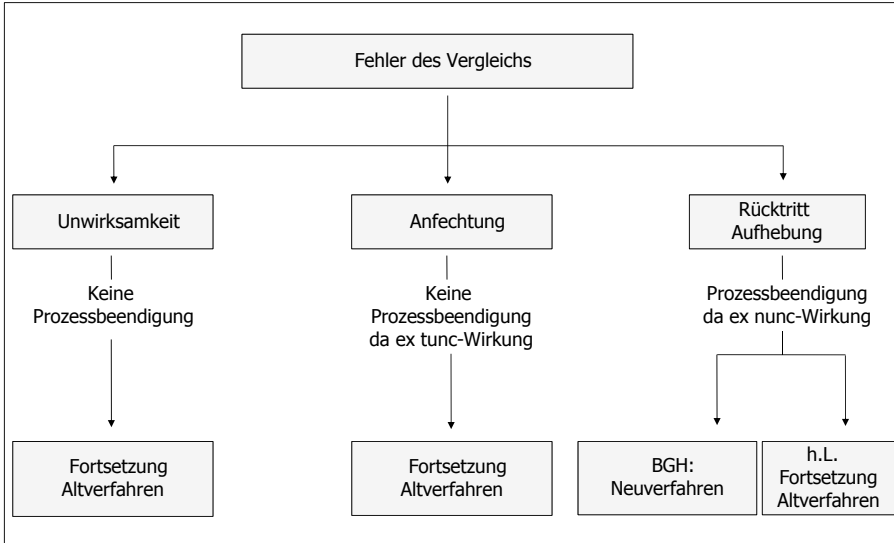 Fehler des Vergleichs
Unwirksamkeit
Anfechtung
Rücktritt
Aufhebung
Keine
Prozessbeendigung
Keine
Prozessbeendigung
da ex tunc-Wirkung
Prozessbeendigung
da ex nunc-Wirkung
Fortsetzung
Altverfahren
Fortsetzung
Altverfahren
BGH:
Neuverfahren
h.L.
Fortsetzung
Altverfahren